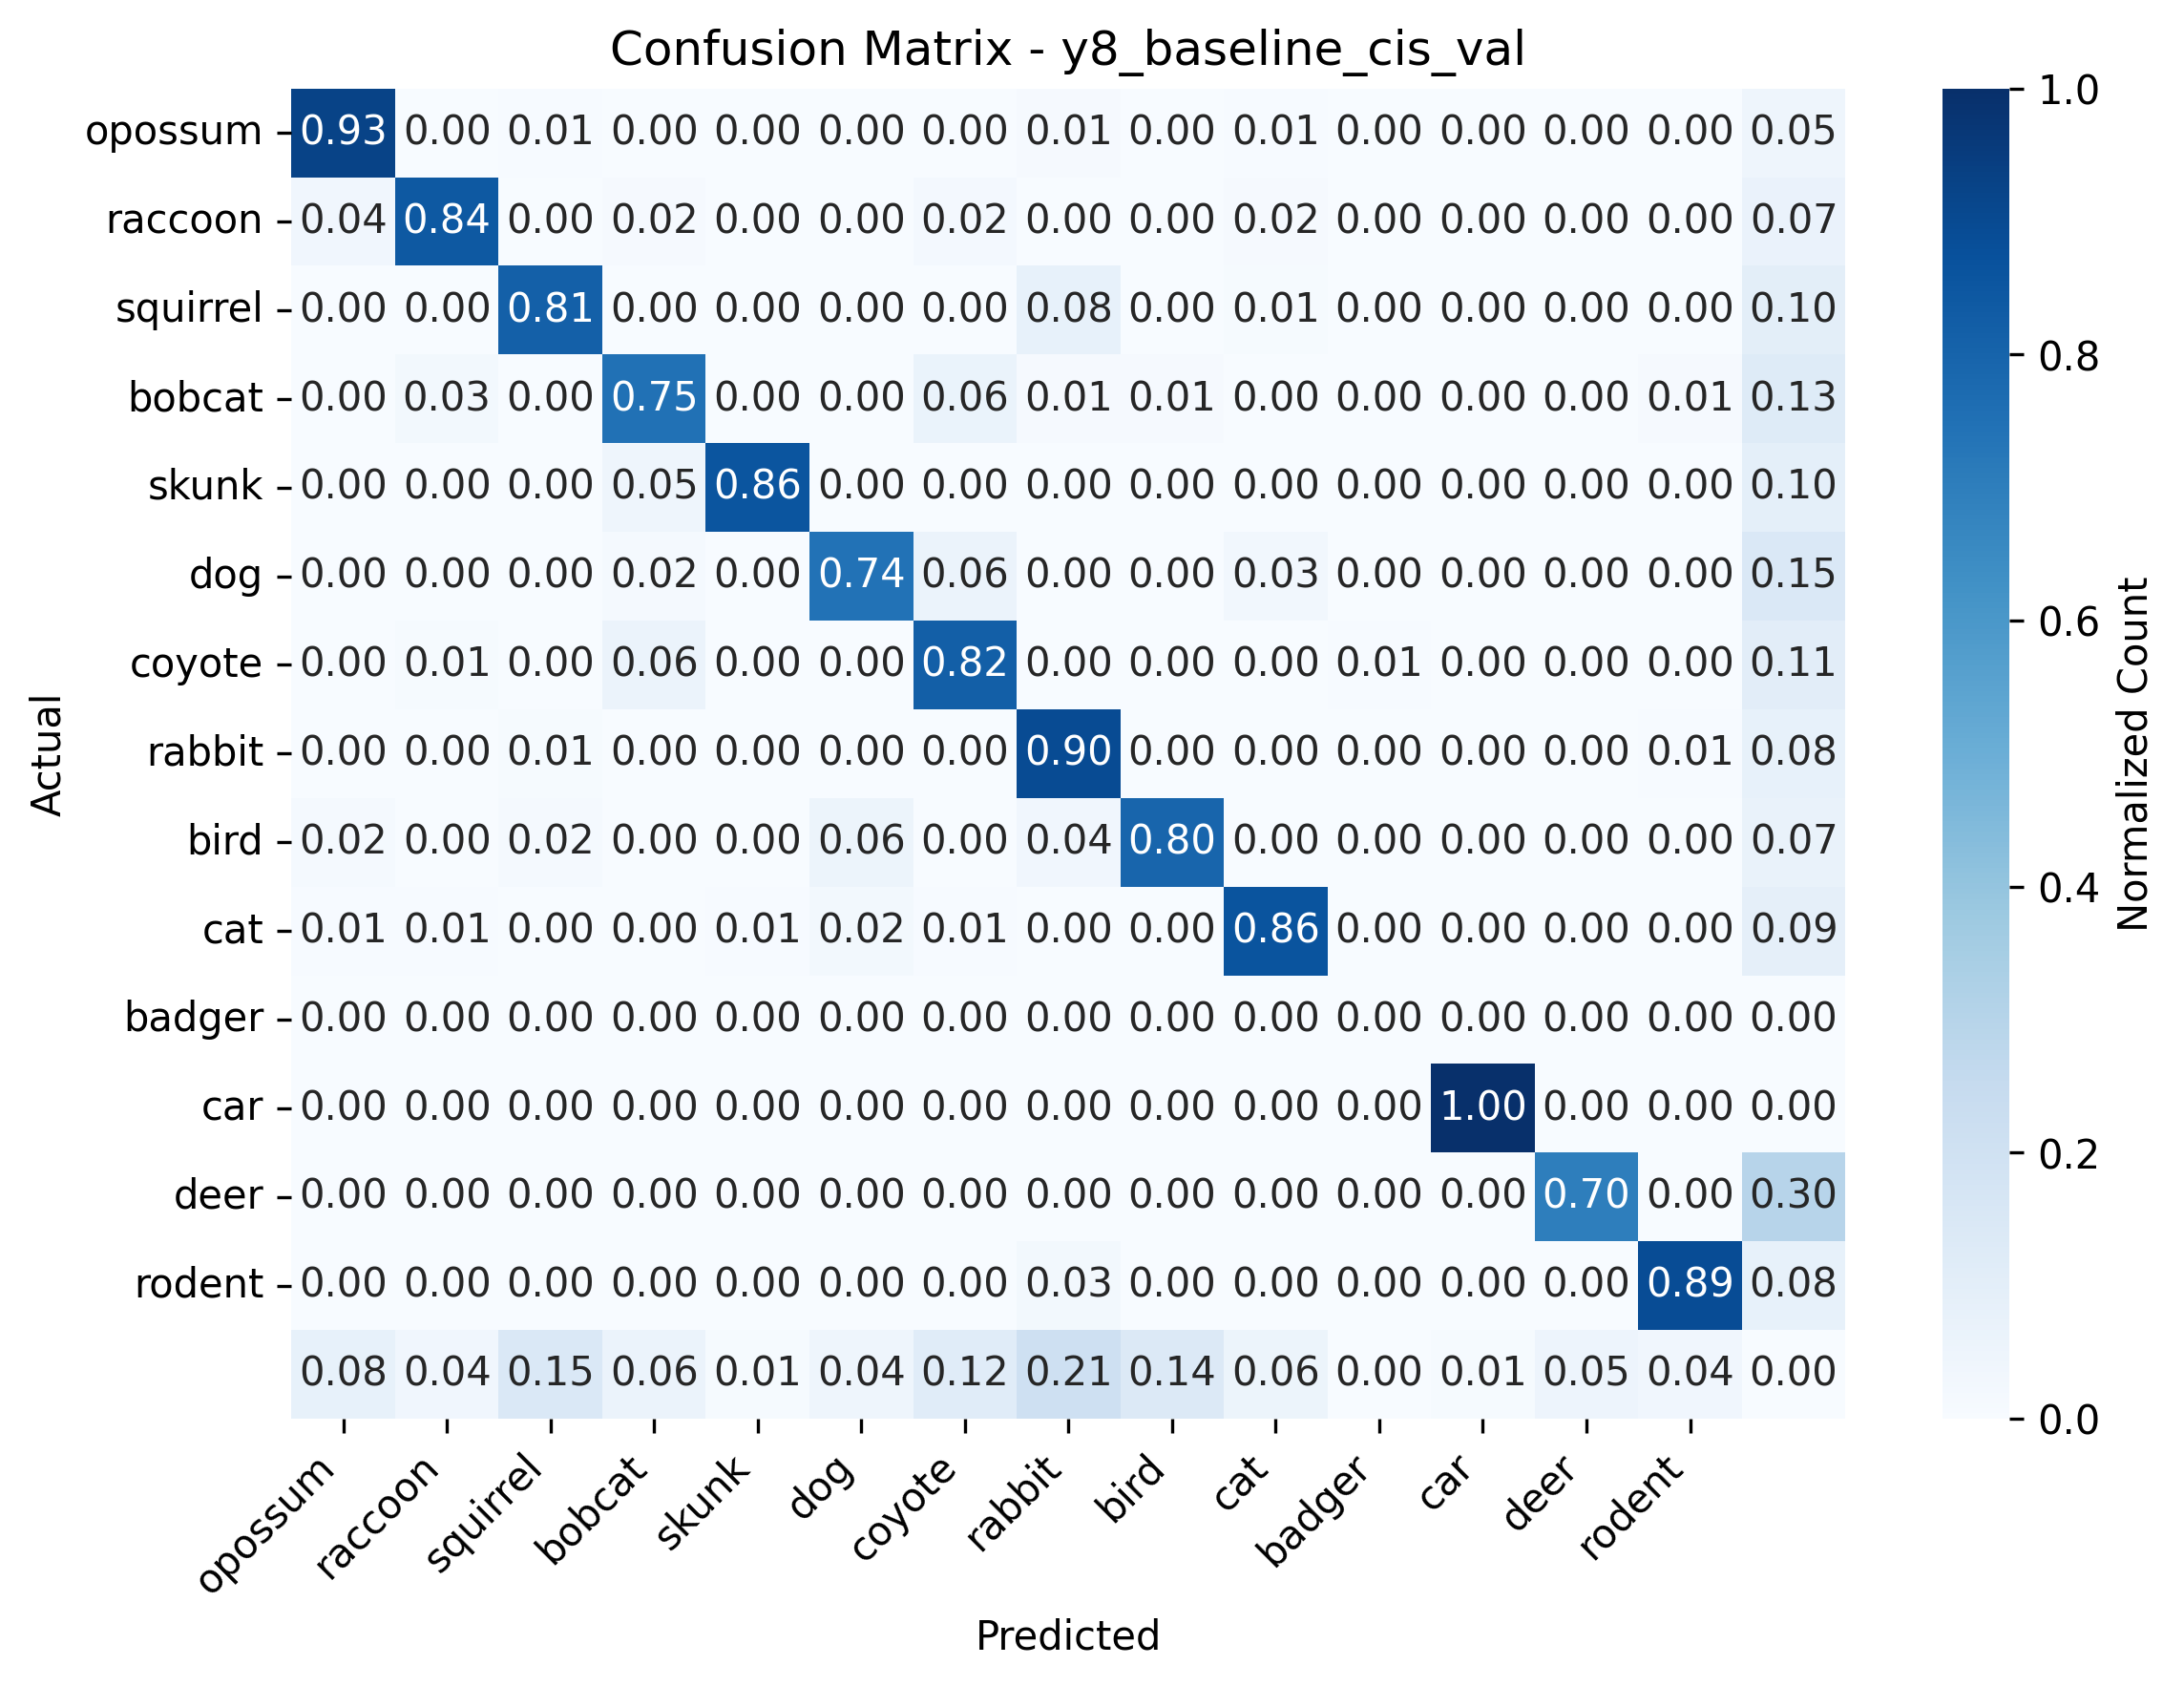 Confusion Matrix - y8_baseline_cis_val
opossum 0.93 0.00 0.01 0.00 0.00 0.00 0.00 0.01 0.00 0.01 0.00 0.00 0.00 0.00 0.05
raccoon 0.04 0.84 0.00 0.02 0.00 0.00 0.02 0.00 0.00 0.02 0.00 0.00 0.00 0.00 0.07
squirrel 0.00 0.00 0.81 0.00 0.00 0.00 0.00 0.08 0.00 0.01 0.00 0.00 0.00 0.00 0.10
bobcat 0.00 0.03 0.00 0.75 0.00 0.00 0.06 0.01 0.01 0.00 0.00 0.00 0.00 0.01 0.13
skunk 0.00 0.00 0.00 0.05 0.86 0.00 0.00 0.00 0.00 0.00 0.00 0.00 0.00 0.00 0.10
dog 0.00 0.00 0.00 0.02 0.00 0.74 0.06 0.00 0.00 0.03 0.00 0.00 0.00 0.00 0.15
coyote 0.00 0.01 0.00 0.06 0.00 0.00 0.82 0.00 0.00 0.00 0.01 0.00 0.00 0.00 0.11
rabbit 0.00 0.00 0.01 0.00 0.00 0.00 0.00 0.90 0.00 0.00 0.00 0.00 0.00 0.01 0.08
bird 0.02 0.00 0.02 0.00 0.00 0.06 0.00 0.04 0.80 0.00 0.00 0.00 0.00 0.00 0.07
cat 0.01 0.01 0.00 0.00 0.01 0.02 0.01 0.00 0.00 0.86 0.00 0.00 0.00 0.00 0.09
badger 0.00 0.00 0.00 0.00 0.00 0.00 0.00 0.00 0.00 0.00 0.00 0.00 0.00 0.00 0.00
car 0.00 0.00 0.00 0.00 0.00 0.00 0.00 0.00 0.00 0.00 0.00 1.00 0.00 0.00 0.00
deer 0.00 0.00 0.00 0.00 0.00 0.00 0.00 0.00 0.00 0.00 0.00 0.00 0.70 0.00 0.30
rodent 0.00 0.00 0.00 0.00 0.00 0.00 0.00 0.03 0.00 0.00 0.00 0.00 0.00 0.89 0.08
0.08 0.04 0.15 0.06 0.01 0.04 0.12 0.21 0.14 0.06 0.00 0.01 0.05 0.04 0.00
opossum raccoon squirrel bobcat skunk dog coyote rabbit bird cat badger car deer rodent
Predicted
Actual
1.0
0.8
0.6
0.4
0.2
0.0
Normalized Count